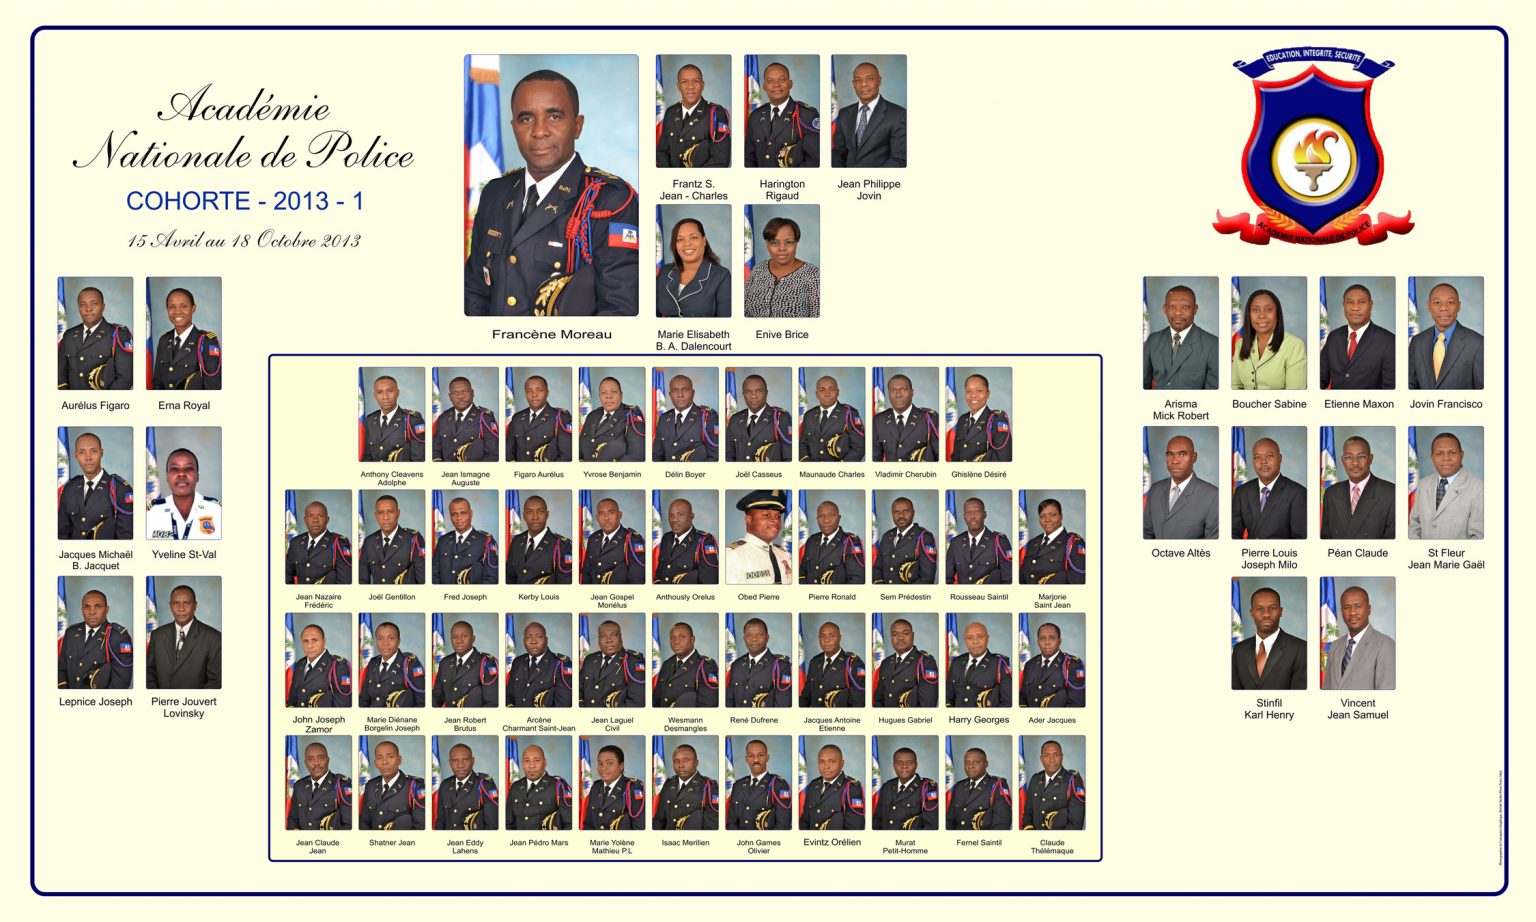 Académie
Nationale de Police
COHORTE - 2013 - 1
15 Avril au 18 Octobre 2013
Francène Moreau
Frantz S.
Jean - Charles
Harington
Rigaud
Jean Philippe
Jovin
Marie Elisabeth
B. A. Dalencourt
Enive Brice
EDUCATION, INTEGRITE, SECURITE
ACADEMIE NATIONALE DE POLICE
Aurélus Figaro
Erna Royal
Jacques Michaël
B. Jacquet
Yveline St-Val
Lepnice Joseph
Pierre Jouvert
Lovinsky
Anthony Cleavens
Adolphe
Jean Ismagne
Auguste
Figaro Aurélus
Yvrose Benjamin
Délin Boyer
Joël Casseus
Maunaude Charles
Vladimir Cherubin
Ghislène Désiré
Jean Nazaire
Frédéric
Joël Gentillon
Fred Joseph
Kerby Louis
Jean Gospel
Monélus
Anthously Orelus
Obed Pierre
Pierre Ronald
Sem Prédestin
Rousseau Saintil
Marjorie
Saint Jean
John Joseph
Zamor
Marie Diénane
Borgelin Joseph
Jean Robert
Brutus
Arcène
Charmant Saint-Jean
Jean Laguel
Civil
Wesmann
Desmangles
René Dufrene
Jacques Antoine
Etienne
Hugues Gabriel
Harry Georges
Ader Jacques
Jean Claude
Jean
Shatner Jean
Jean Eddy
Lahens
Jean Pédro Mars
Marie Yolène
Mathieu P.L
Isaac Merilien
John Games
Olivier
Evintz Orélien
Murat
Petit-Homme
Fernel Saintil
Claude
Thélémaque
Arisma
Mick Robert
Boucher Sabine
Etienne Maxon
Jovin Francisco
Octave Altès
Pierre Louis
Joseph Milo
Péan Claude
St Fleur
Jean Marie Gaël
Stinfil
Karl Henry
Vincent
Jean Samuel